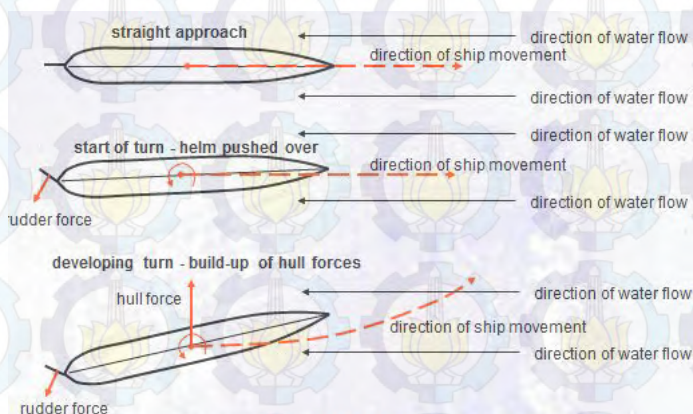 straight approach
direction of water flow
direction of ship movement
direction of water flow
direction of water flow
start of turn - helm pushed over
direction of ship movement
direction of water flow
rudder force
developing turn - build-up of hull forces
hull force
direction of water flow
direction of ship movement
direction of water flow
rudder force